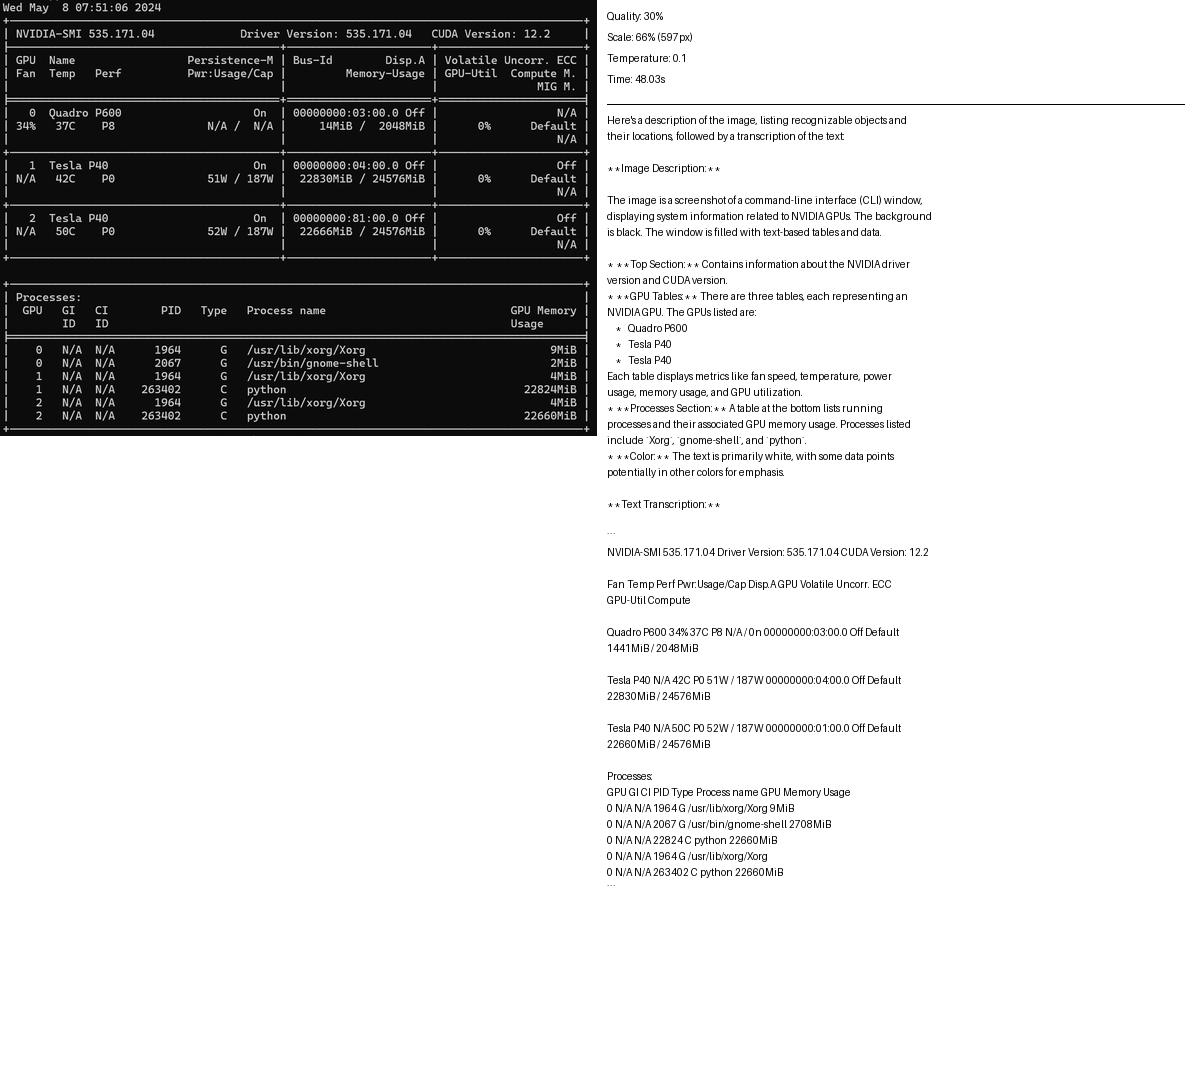 Wed May  8 07:51:06 2024
NVIDIA-SMI 535.171.04 Driver Version: 535.171.04 CUDA Version: 12.2
GPU Name Persistence-M | Bus-Id Disp.A | Volatile Uncorr. ECC
Fan Temp Perf Pwr:Usage/Cap | Memory-Usage | GPU-Util Compute M.
MIG M.
0 Quadro P600 On | 00000000:03:00.0 Off | N/A
34% 37C P8 N/A / N/A | 14MiB / 2048MiB | 0% Default
N/A
1 Tesla P40 On | 00000000:04:00.0 Off | Off
N/A 42C P0 51W / 187W | 22830MiB / 24576MiB | 0% Default
N/A
2 Tesla P40 On | 00000000:81:00.0 Off | Off
N/A 50C P0 52W / 187W | 22666MiB / 24576MiB | 0% Default
N/A
Processes:
GPU GI CI PID Type Process name GPU Memory
ID ID Usage
0 N/A N/A 1964 G /usr/lib/xorg/Xorg 9MiB
0 N/A N/A 2067 G /usr/bin/gnome-shell 2MiB
1 N/A N/A 1964 G /usr/lib/xorg/Xorg 4MiB
1 N/A N/A 263402 C python 22824MiB
2 N/A N/A 1964 G /usr/lib/xorg/Xorg 4MiB
2 N/A N/A 263402 C python 22660MiB
Quality: 30%
Scale: 66% (597px)
Temperature: 0.1
Time: 48.03s
Here's a description of the image, listing recognizable objects and
their locations, followed by a transcription of the text:
**Image Description:**
The image is a screenshot of a command-line interface (CLI) window,
displaying system information related to NVIDIA GPUs. The background
is black. The window is filled with text-based tables and data.
* **Top Section:** Contains information about the NVIDIA driver
version and CUDA version.
* **GPU Tables:** There are three tables, each representing an
NVIDIA GPU. The GPUs listed are:
* Quadro P600
* Tesla P40
* Tesla P40
Each table displays metrics like fan speed, temperature, power
usage, memory usage, and GPU utilization.
* **Processes Section:** A table at the bottom lists running
processes and their associated GPU memory usage. Processes listed
include `Xorg`, `gnome-shell`, and `python`.
* **Color:** The text is primarily white, with some data points
potentially in other colors for emphasis.
**Text Transcription:**
```
NVIDIA-SMI 535.171.04 Driver Version: 535.171.04 CUDA Version: 12.2
Fan Temp Perf Pwr:Usage/Cap Disp.A GPU Volatile Uncorr. ECC
GPU-Util Compute
Quadro P600 34% 37C P8 N/A / 0n 00000000:03:00.0 Off Default
1441MiB / 2048MiB
Tesla P40 N/A 42C P0 51W / 187W 00000000:04:00.0 Off Default
22830MiB / 24576MiB
Tesla P40 N/A 50C P0 52W / 187W 00000000:01:00.0 Off Default
22660MiB / 24576MiB
Processes:
GPU GI CI PID Type Process name GPU Memory Usage
0 N/A N/A 1964 G /usr/lib/xorg/Xorg 9MiB
0 N/A N/A 2067 G /usr/bin/gnome-shell 2708MiB
0 N/A N/A 22824 C python 22660MiB
0 N/A N/A 1964 G /usr/lib/xorg/Xorg
0 N/A N/A 263402 C python 22660MiB
```